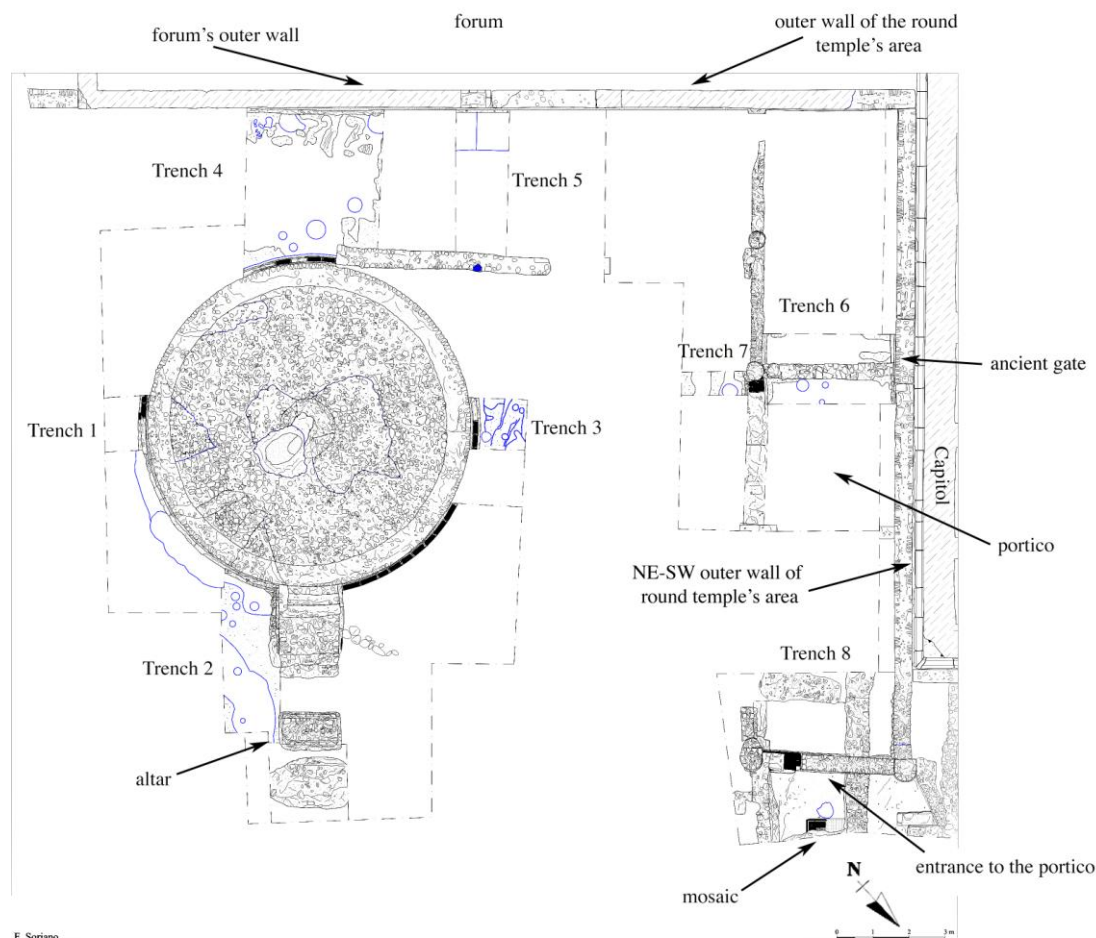 forum
forum's outer wall
outer wall of the round
temple's area
Trench 4
Trench 5
Trench 6
Trench 7
ancient gate
Trench 1
Trench 3
Capitol
portico
NE-SW outer wall of
round temple's area
Trench 2
Trench 8
altar
entrance to the portico
mosaic
N
0 1 2 3 m
F. Soriano